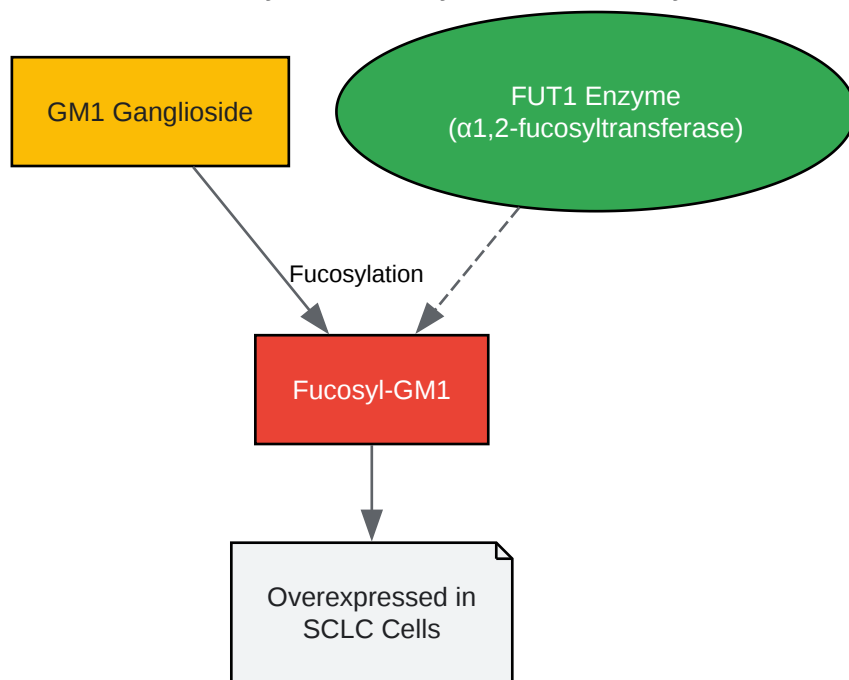 GM1 Ganglioside
FUT1 Enzyme
(α1,2-fucosyltransferase)
Fucosylation
Fucosyl-GM1
Overexpressed in
SCLC Cells